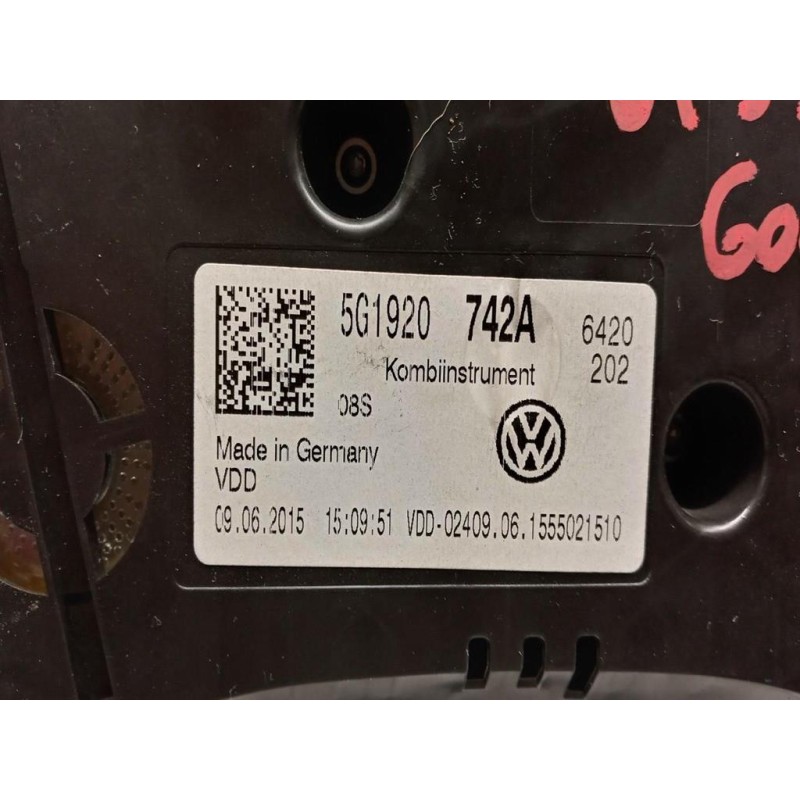 5G1920 742A 6420
Kombiinstrument 202
08S
Made in Germany
VDD
09.06.2015 15:09:51 VDD-02409.06.1555021510